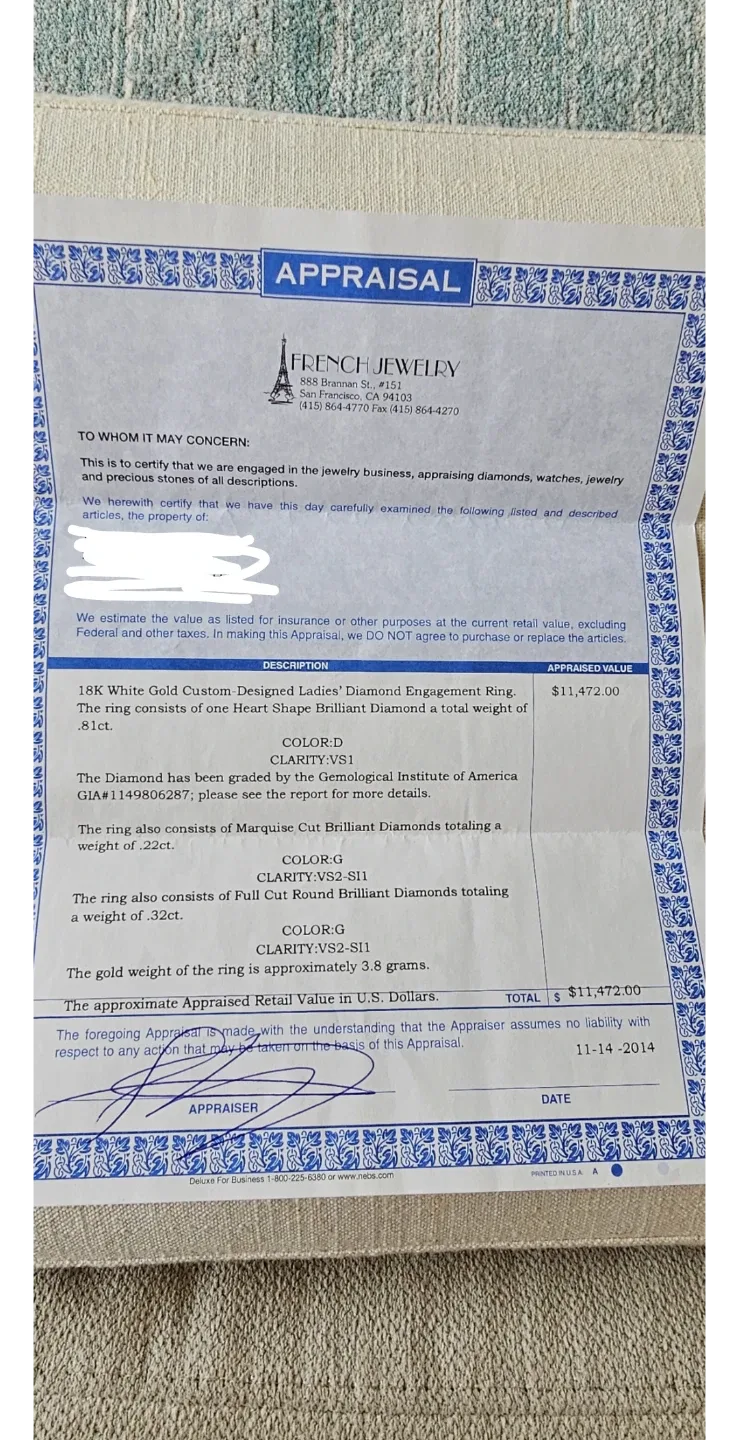 APPRAISAL
FRENCH JEWELRY
888 Brannan St., #151
San Francisco, CA 94103
(415) 864-4770 Fax (415) 864-4270
TO WHOM IT MAY CONCERN:
This is to certify that we are engaged in the jewelry business, appraising diamonds, watches, jewelry
and precious stones of all descriptions.
We herewith certify that we have this day carefully examined the following listed and described
articles, the property of:
We estimate the value as listed for insurance or other purposes at the current retail value, excluding
Federal and other taxes. In making this Appraisal, we DO NOT agree to purchase or replace the articles.
DESCRIPTION APPRAISED VALUE
18K White Gold Custom-Designed Ladies' Diamond Engagement Ring. $11,472.00
The ring consists of one Heart Shape Brilliant Diamond a total weight of
.81ct.
COLOR:D
CLARITY:VS1
The Diamond has been graded by the Gemological Institute of America
GIA#1149806287; please see the report for more details.
The ring also consists of Marquise Cut Brilliant Diamonds totaling a
weight of .22ct.
COLOR:G
CLARITY:VS2-SI1
The ring also consists of Full Cut Round Brilliant Diamonds totaling
a weight of .32ct.
COLOR:G
CLARITY:VS2-SI1
The gold weight of the ring is approximately 3.8 grams.
The approximate Appraised Retail Value in U.S. Dollars. TOTAL $ $11,472.00
The foregoing Appraisal is made with the understanding that the Appraiser assumes no liability with
respect to any action that may be taken on the basis of this Appraisal.
11-14 -2014
APPRAISER DATE
Deluxe For Business 1-800-225-6380 or www.nebs.com PRINTED IN U.S.A. A